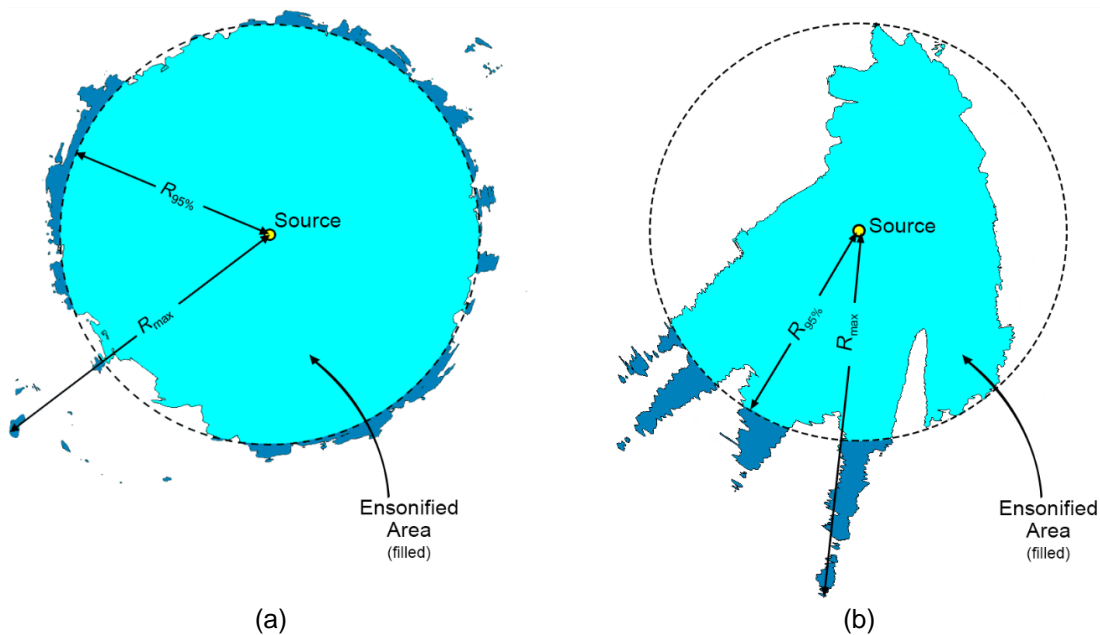 Source
R95%
Rmax
Ensonified
Area
(filled)
(a)
Source
R95%
Rmax
Ensonified
Area
(filled)
(b)